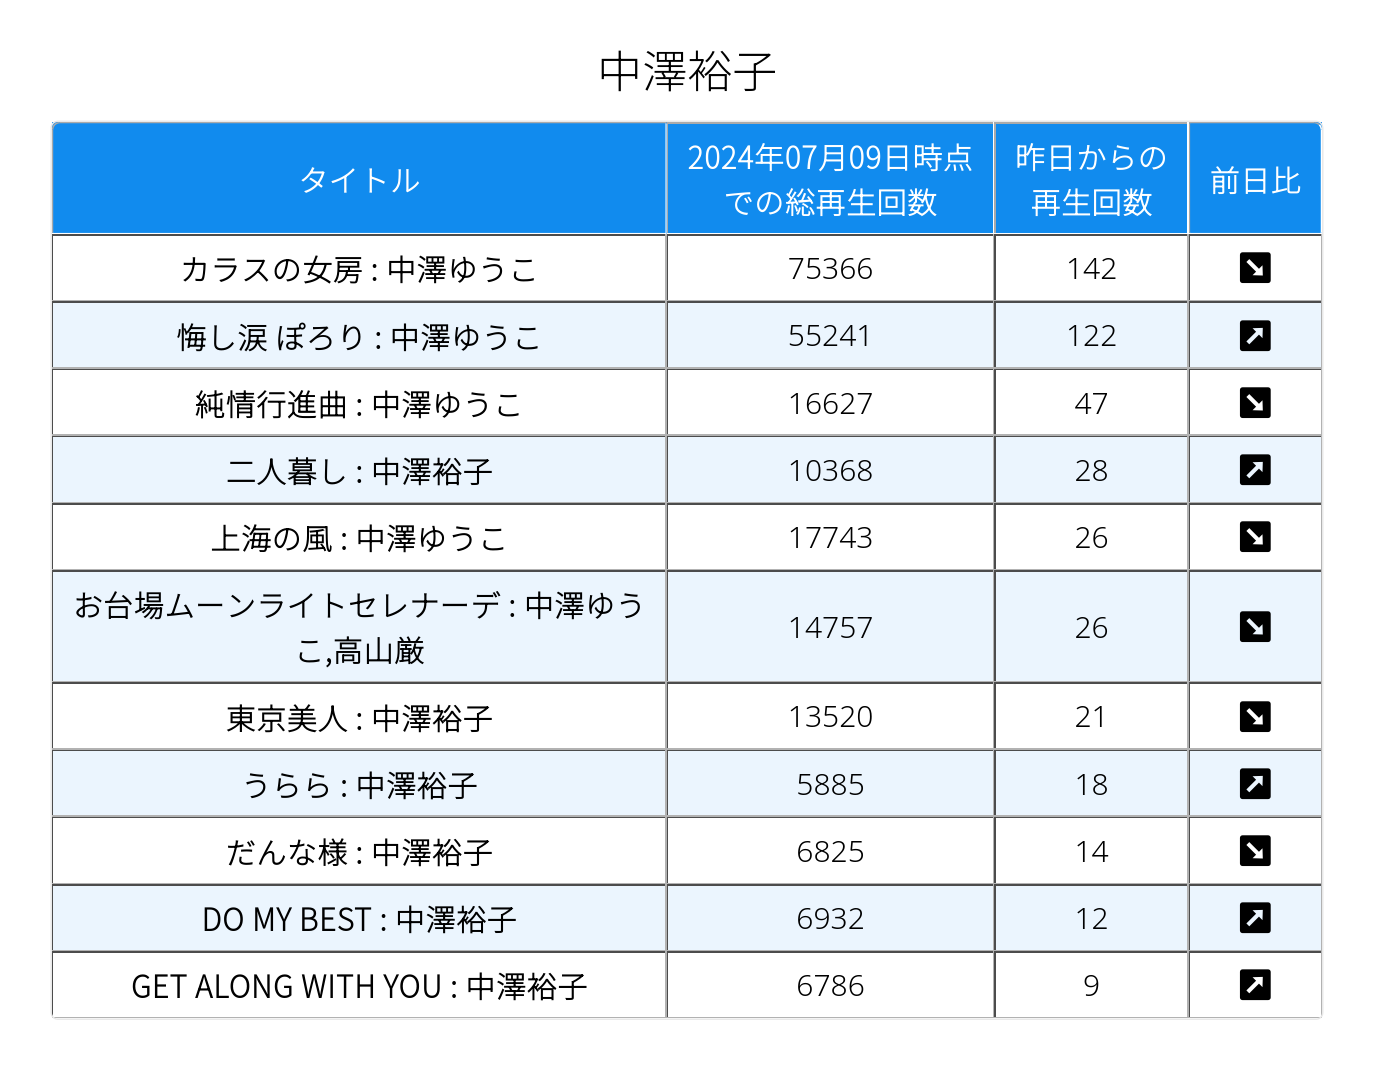 中澤裕子
タイトル
2024年07月09日時点
での総再生回数
昨日からの
再生回数
前日比
カラスの女房 : 中澤ゆうこ 75366 142 ↘
悔し涙 ぽろり : 中澤ゆうこ 55241 122 ↗
純情行進曲 : 中澤ゆうこ 16627 47 ↘
二人暮し : 中澤裕子 10368 28 ↗
上海の風 : 中澤ゆうこ 17743 26 ↘
お台場ムーンライトセレナーデ : 中澤ゆう
こ,高山厳 14757 26 ↘
東京美人 : 中澤裕子 13520 21 ↘
うらら : 中澤裕子 5885 18 ↗
だんな様 : 中澤裕子 6825 14 ↘
DO MY BEST : 中澤裕子 6932 12 ↗
GET ALONG WITH YOU : 中澤裕子 6786 9 ↗